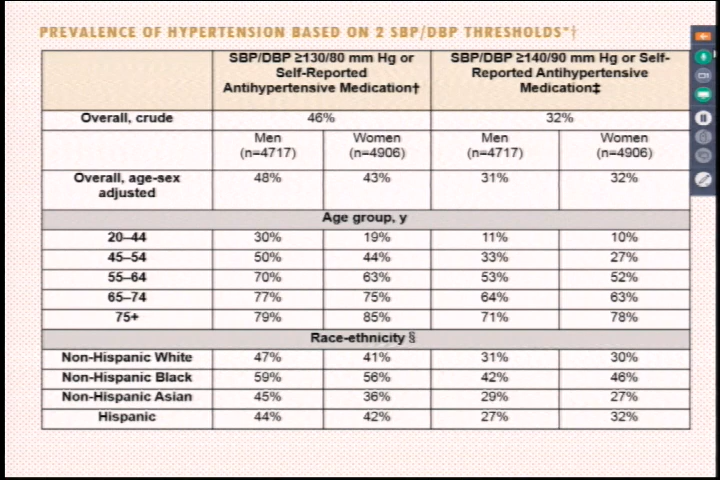 PREVALENCE OF HYPERTENSION BASED ON 2 SBP/DBP THRESHOLDS*†
SBP/DBP ≥130/80 mm Hg or Self-Reported Antihypertensive Medication† SBP/DBP ≥140/90 mm Hg or Self-Reported Antihypertensive Medication‡
Overall, crude 46% 32%
Men (n=4717) Women (n=4906) Men (n=4717) Women (n=4906)
Overall, age-sex adjusted 48% 43% 31% 32%
Age group, y
20–44 30% 19% 11% 10%
45–54 50% 44% 33% 27%
55–64 70% 63% 53% 52%
65–74 77% 75% 64% 63%
75+ 79% 85% 71% 78%
Race-ethnicity §
Non-Hispanic White 47% 41% 31% 30%
Non-Hispanic Black 59% 56% 42% 46%
Non-Hispanic Asian 45% 36% 29% 27%
Hispanic 44% 42% 27% 32%